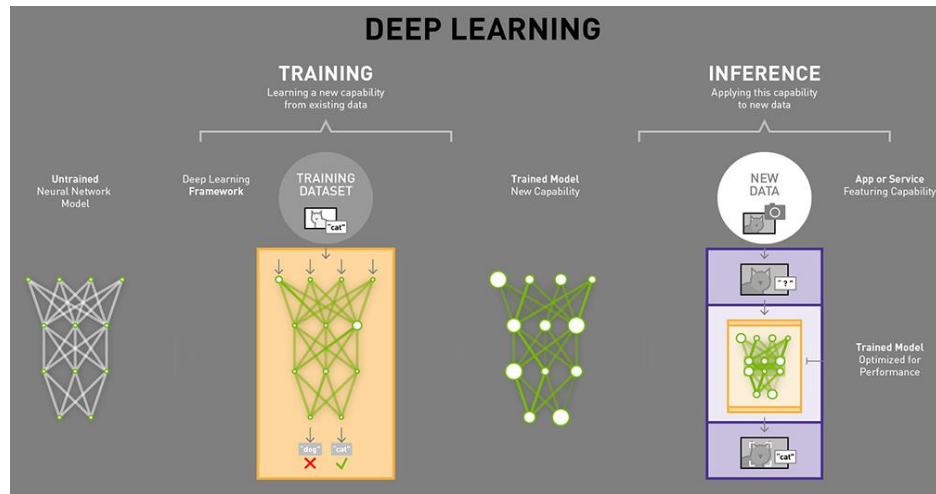 DEEP LEARNING
TRAINING
Learning a new capability
from existing data
INFERENCE
Applying this capability
to new data
Untrained
Neural Network
Model
Deep Learning
Framework
TRAINING
DATASET
"cat"
Trained Model
New Capability
NEW
DATA
App or Service
Featuring Capability
"?"
Trained Model
Optimized for
Performance
"dog"
"cat"
"cat"